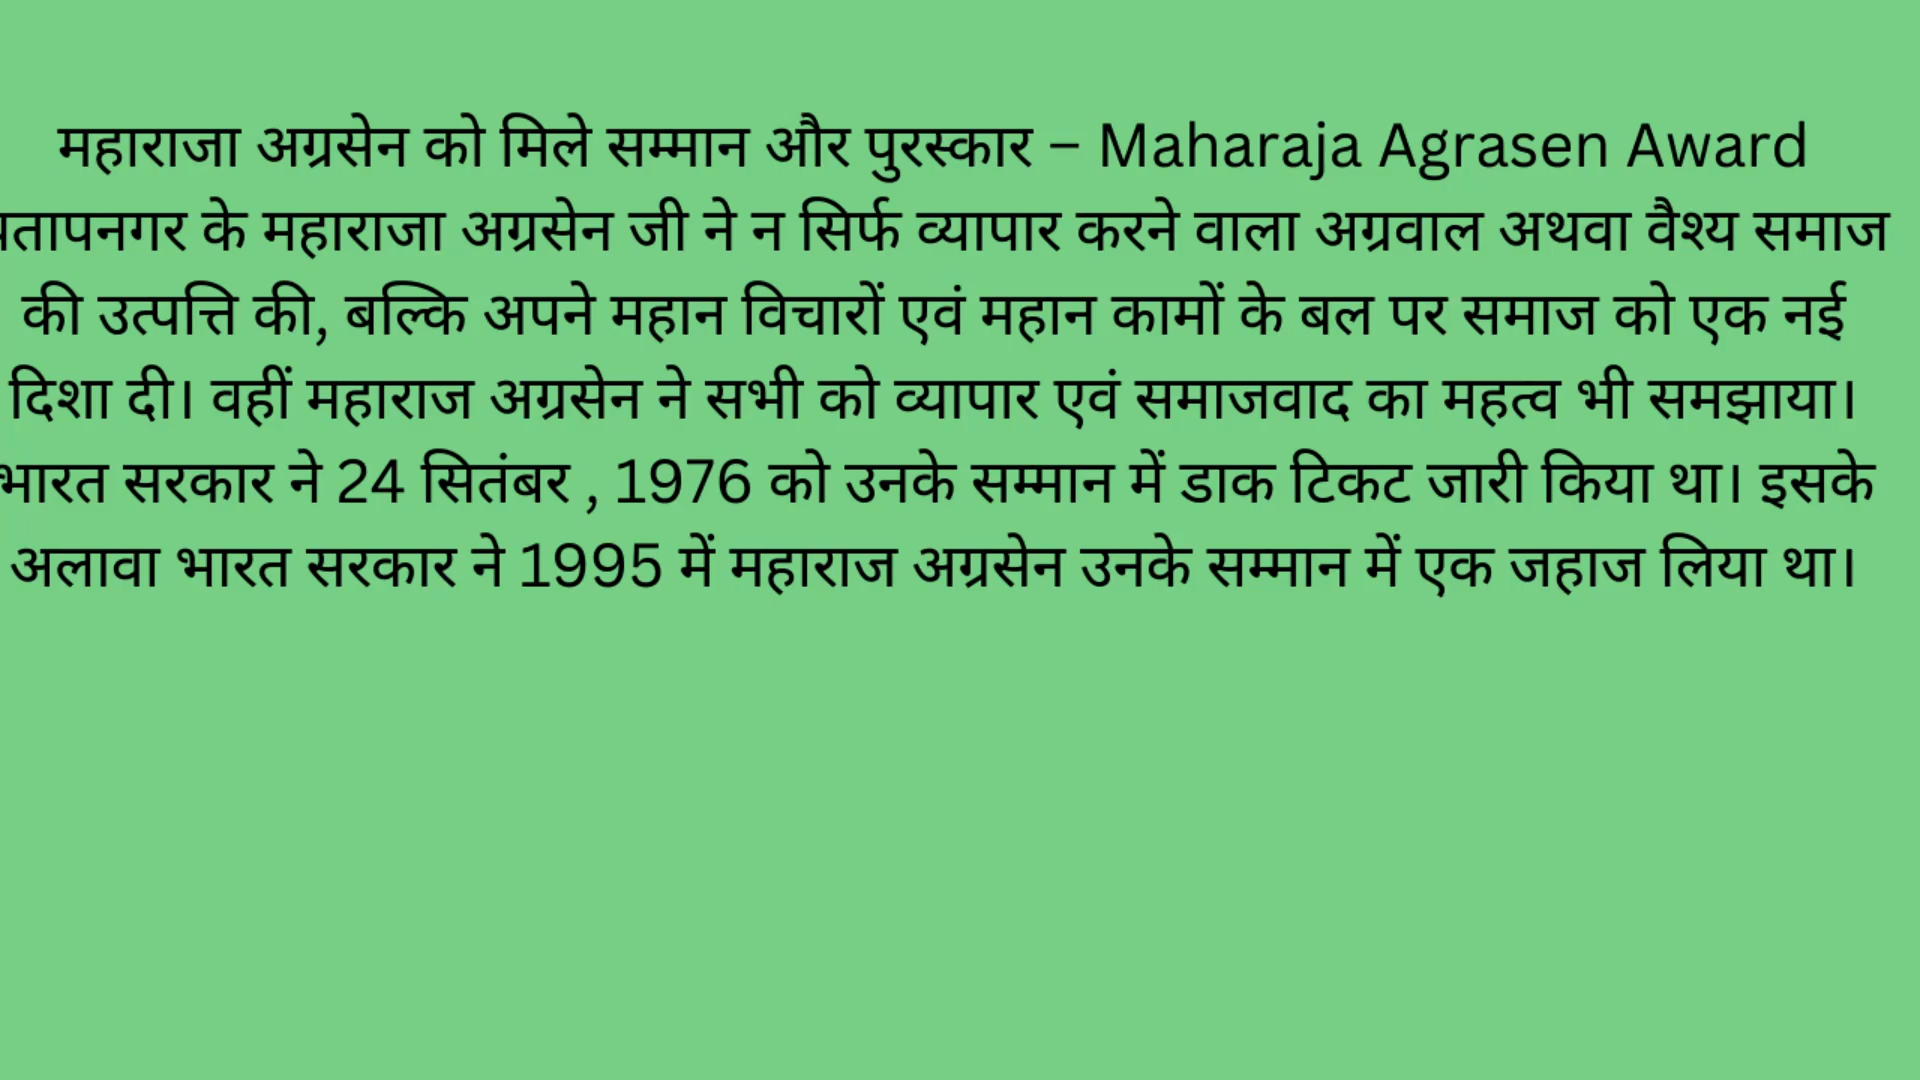 महाराजा अग्रसेन को मिले सम्मान और पुरस्कार – Maharaja Agrasen Award
के महाराजा अग्रसेन जी ने न सिर्फ व्यापार करने वाला अग्रवाल अथवा वैश्य समाज
की उत्पत्ति की, बल्कि अपने महान विचारों एवं महान कामों के बल पर समाज को एक नई
दिशा दी। वहीं महाराज अग्रसेन ने सभी को व्यापार एवं समाजवाद का महत्व भी समझाया।
भारत सरकार ने 24 सितंबर , 1976 को उनके सम्मान में डाक टिकट जारी किया था। इसके
अलावा भारत सरकार ने 1995 में महाराज अग्रसेन उनके सम्मान में एक जहाज लिया था।